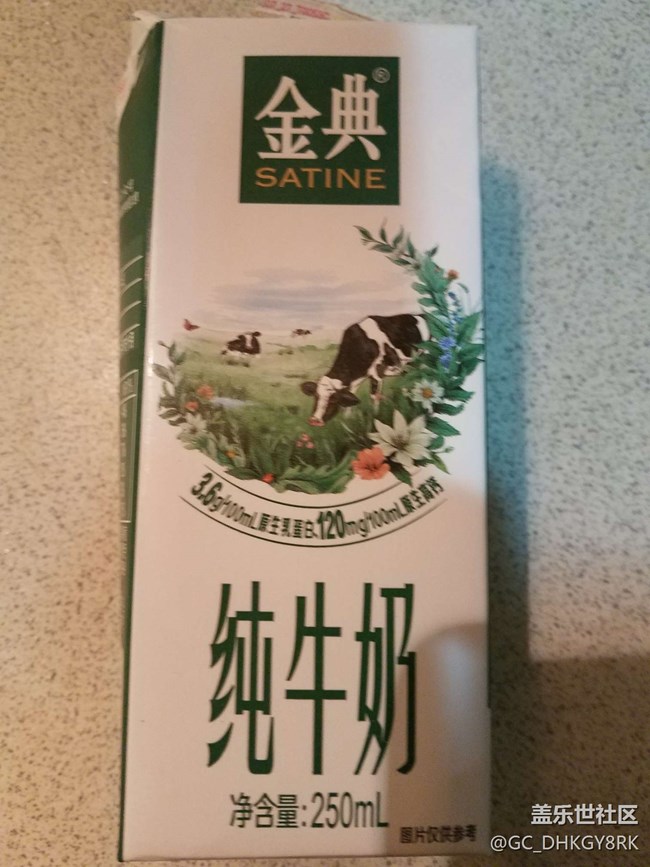 金典®
SATINE
3.6g/100mL原生乳蛋白,120mg/100mL原生高钙
纯牛奶
净含量:250mL
图片仅供参考
盖乐世社区
@GC_DHKGY8RK